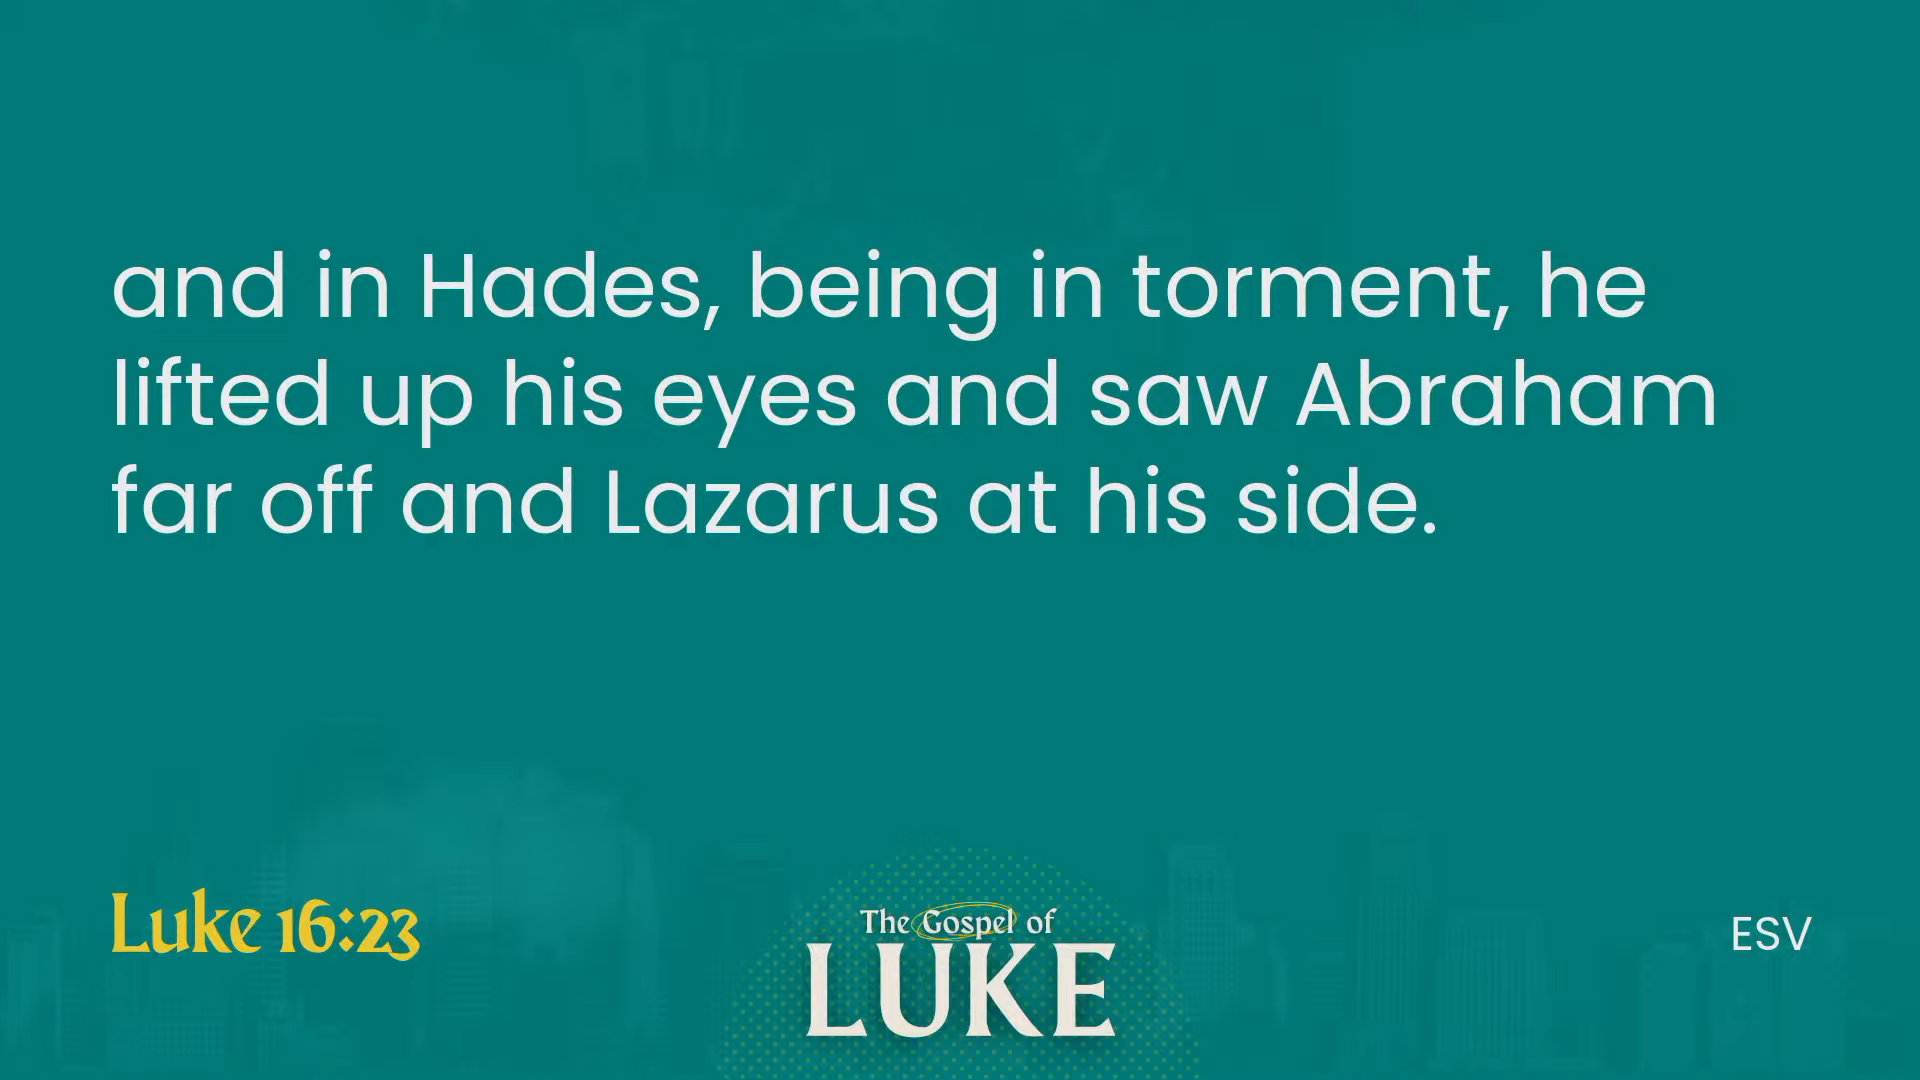 and in Hades, being in torment, he
lifted up his eyes and saw Abraham
far off and Lazarus at his side.
Luke 16:23
The Gospel of
LUKE
ESV